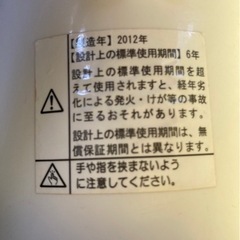 【製造年】2012年
【設計上の標準使用期間】6年
設計上の標準使用期間を超
えて使用されますと、経年劣
化による発火・けが等の事故
に至るおそれがあります。
設計上の標準使用期間は、無
償保証期間とは異なります。
手や指を挟まないよう
に注意してください。